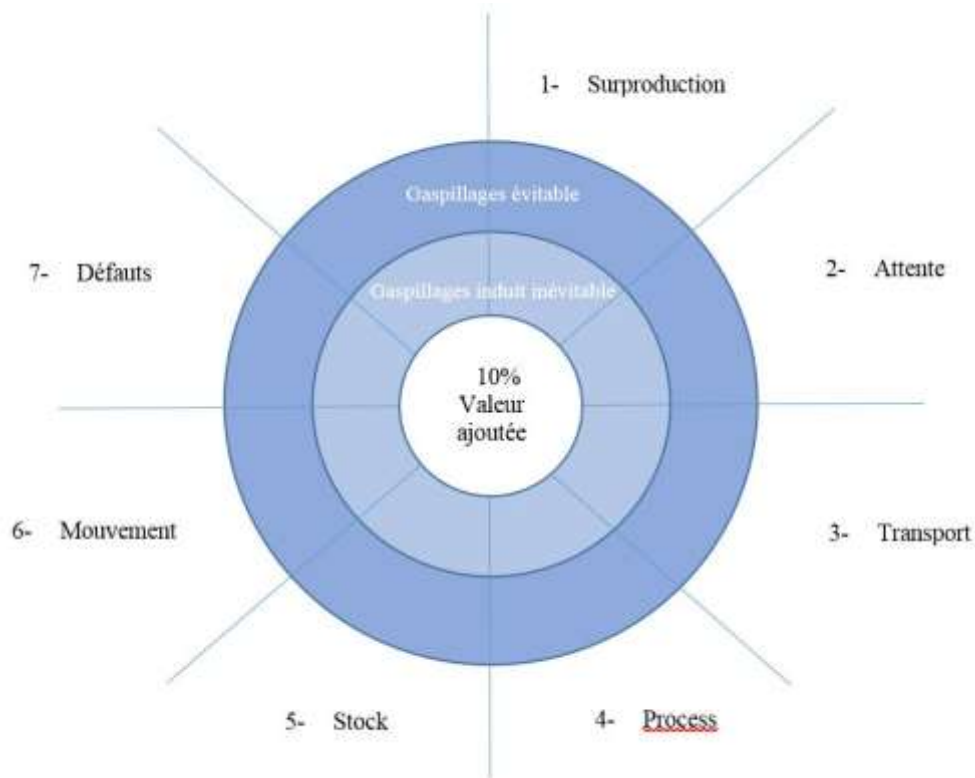 1- Surproduction
Gaspillages évitable
7- Défauts
2- Attente
Gaspillages induit inévitable
10%
Valeur
ajoutée
6- Mouvement
3- Transport
5- Stock
4- Process